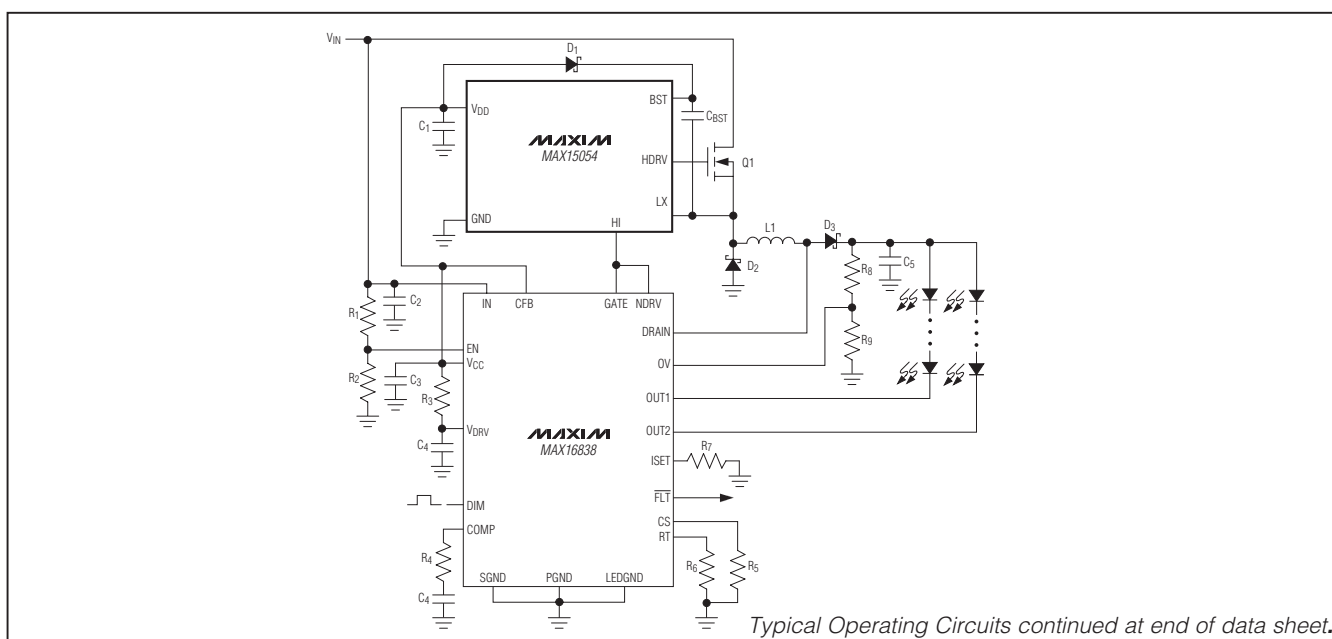 VIN
D1
VDD
BST
C1
CBST
MAXIM
MAX15054
HDRV
Q1
LX
GND
HI
L1
D3
D2
R8
C5
IN
CFB
GATE
NDRV
C2
R1
DRAIN
R9
EN
VCC
OV
R2
C3
R3
OUT1
VDRV
OUT2
MAXIM
MAX16838
C4
R7
ISET
FLT
DIM
CS
COMP
RT
R4
R6
R5
SGND
PGND
LEDGND
C4
Typical Operating Circuits continued at end of data sheet.